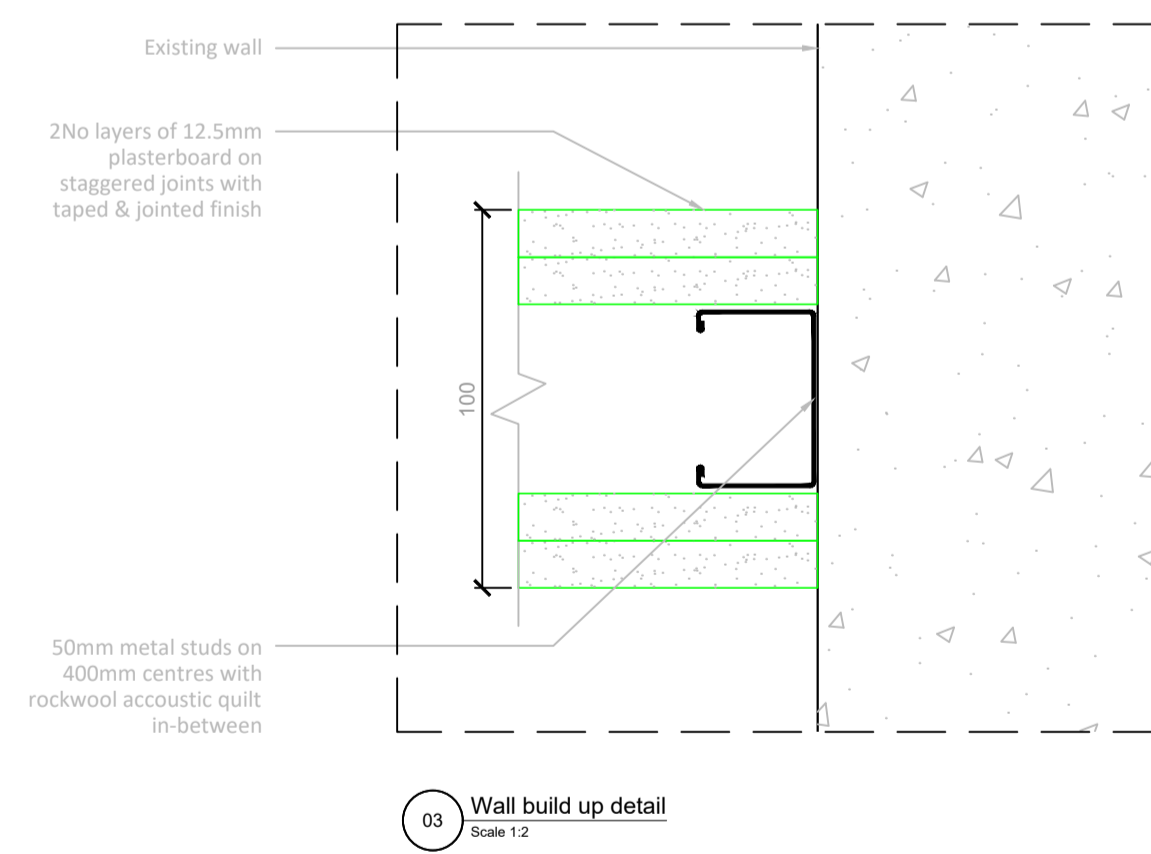 Existing wall
2No layers of 12.5mm
plasterboard on
staggered joints with
taped & jointed finish
100
50mm metal studs on
400mm centres with
rockwool accoustic quilt
in-between
03
Wall build up detail
Scale 1:2